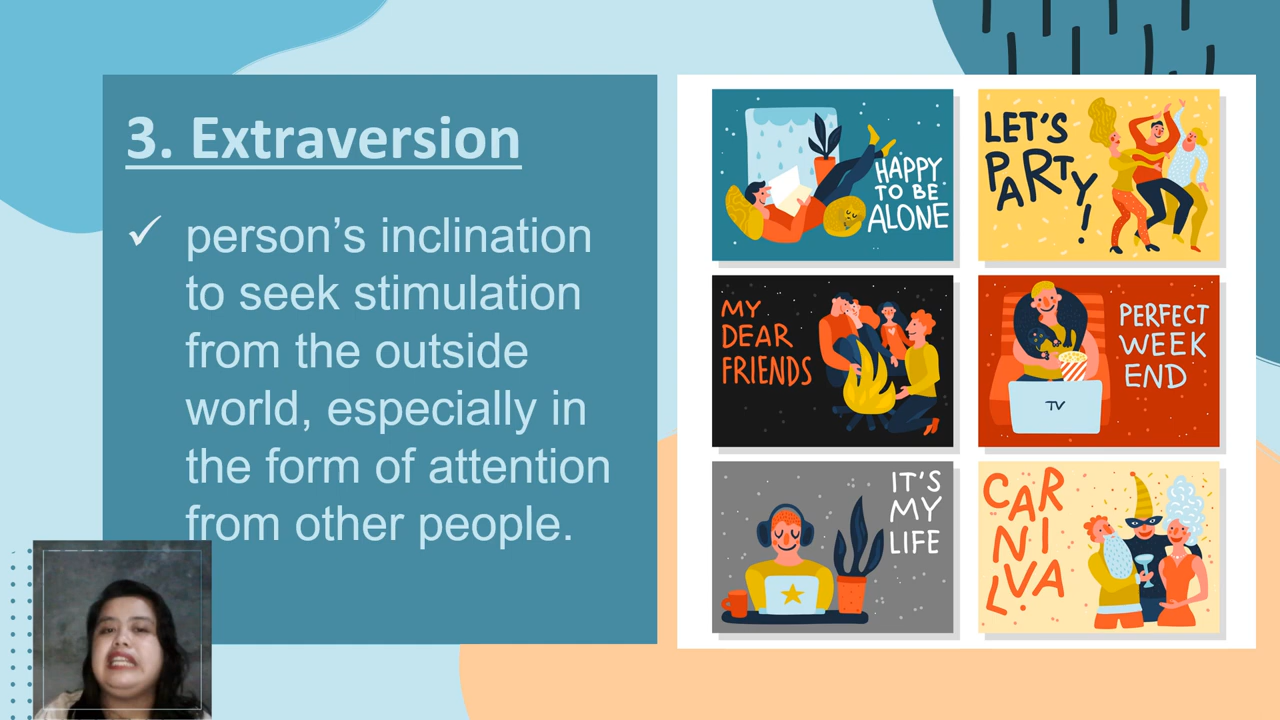 3. Extraversion
✓ person’s inclination
to seek stimulation
from the outside
world, especially in
the form of attention
from other people.
HAPPY
TO BE
ALONE
LET'S
PARTY!
MY
DEAR
FRIENDS
PERFECT
WEEK
END
TV
IT'S
MY
LIFE
CAR
NI
VA
L